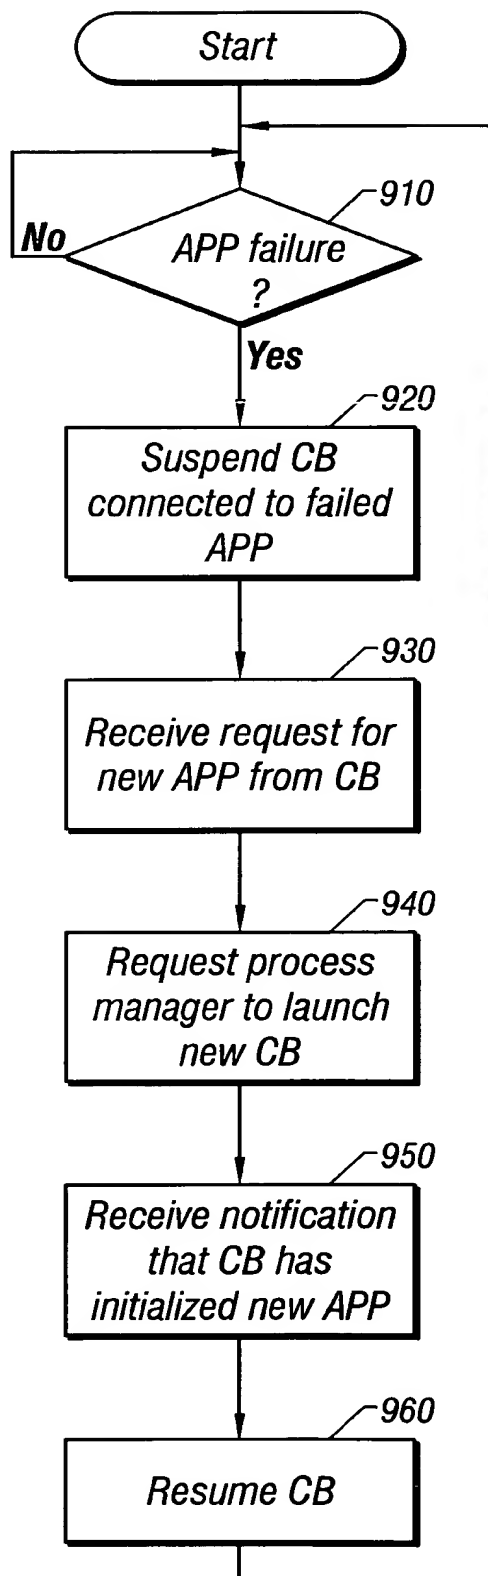 Start
910
No
APP failure
?
Yes
920
Suspend CB
connected to failed
APP
930
Receive request for
new APP from CB
940
Request process
manager to launch
new CB
950
Receive notification
that CB has
initialized new APP
960
Resume CB